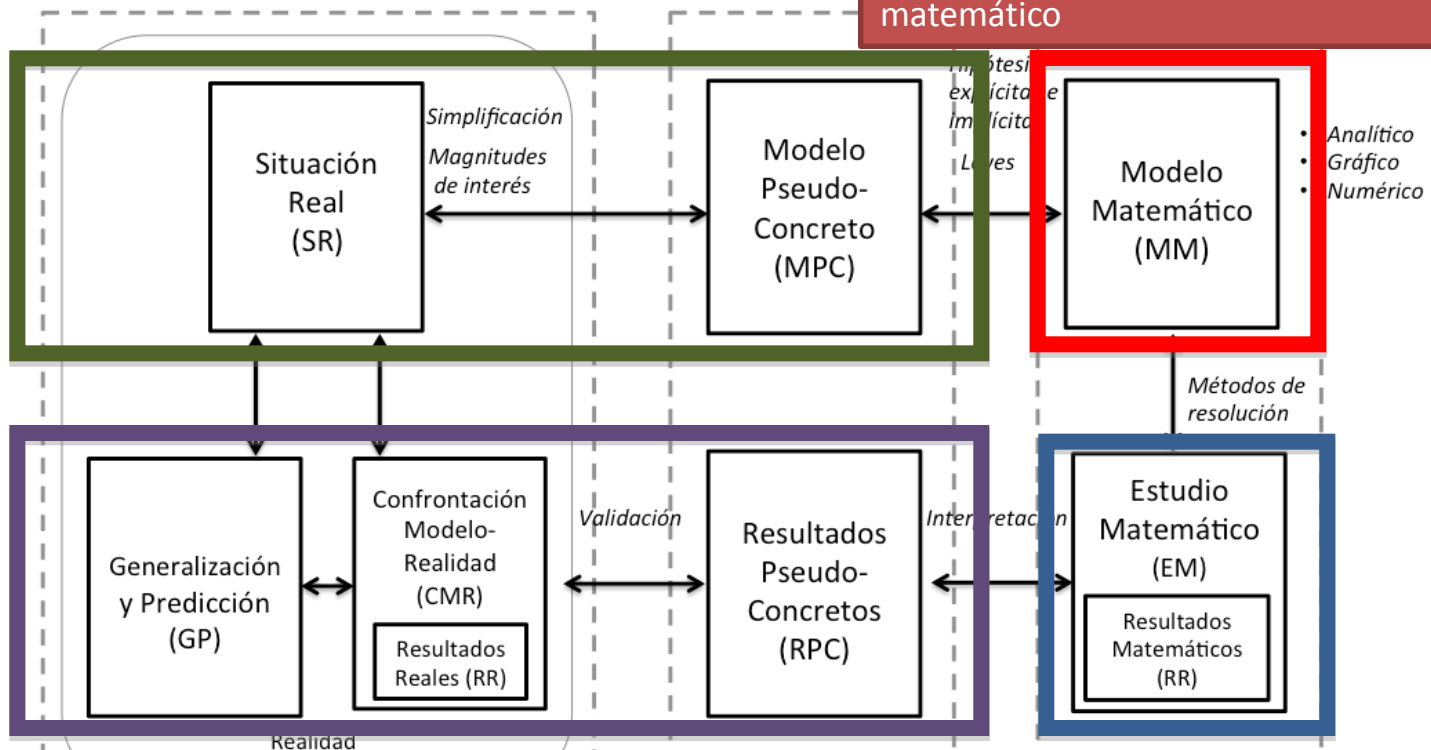 matemático
Situación
Real
(SR)
Simplificación
Magnitudes
de interés
Modelo
Pseudo-
Concreto
(MPC)
explícita e
Leyes
Modelo
Matemático
(MM)
• Analítico
• Gráfico
• Numérico
Métodos de
resolución
Generalización
y Predicción
(GP)
Confrontación
Modelo-
Realidad
(CMR)
Resultados
Reales (RR)
Validación
Resultados
Pseudo-
Concretos
(RPC)
Interpretación
Estudio
Matemático
(EM)
Resultados
Matemáticos
(RR)
Realidad